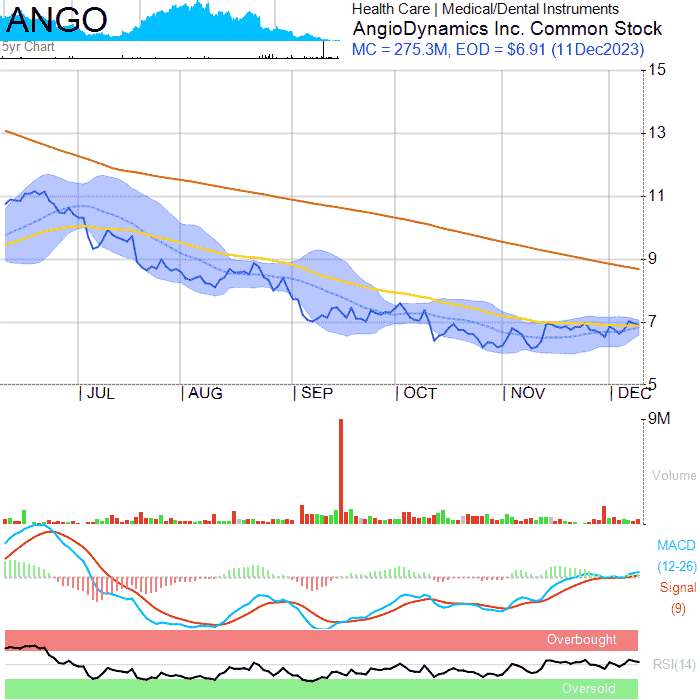 ANGO
5yr Chart
Health Care | Medical/Dental Instruments
AngioDynamics Inc. Common Stock
MC = 275.3M, EOD = $6.91 (11Dec2023)
15
13
11
9
7
5
JUL AUG SEP OCT NOV DEC
9M
Volume
MACD
(12-26)
Signal
(9)
Overbought
RSI(14)
Oversold